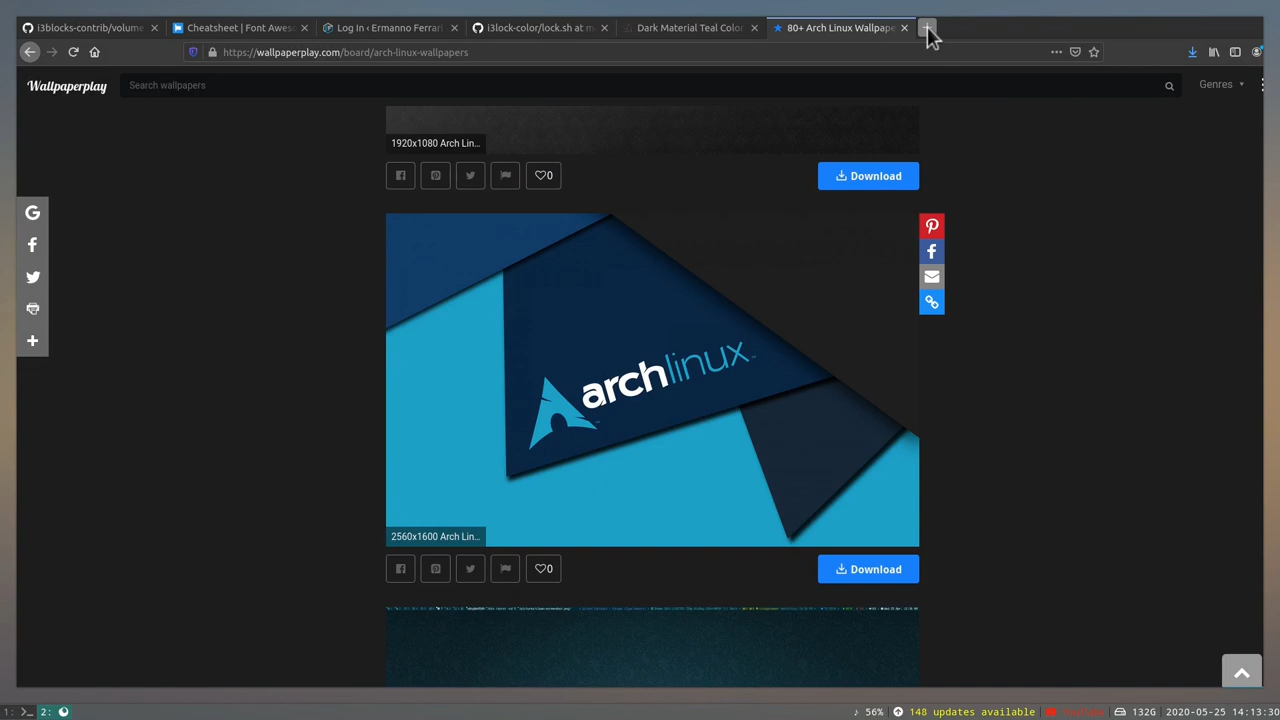 i3blocks-contrib/volume
Cheatsheet | Font Aweso
Log In ‹ Ermanno Ferrari
i3lock-color/lock.sh at m
Dark Material Teal Color
80+ Arch Linux Wallpape
https://wallpaperplay.com/board/arch-linux-wallpapers
Wallpaperplay
Search wallpapers
Genres
1920x1080 Arch Lin...
0
Download
archlinux
2560x1600 Arch Lin...
0
Download
1:
2:
56%
148 updates available
132G
2020-05-25 14:13:30